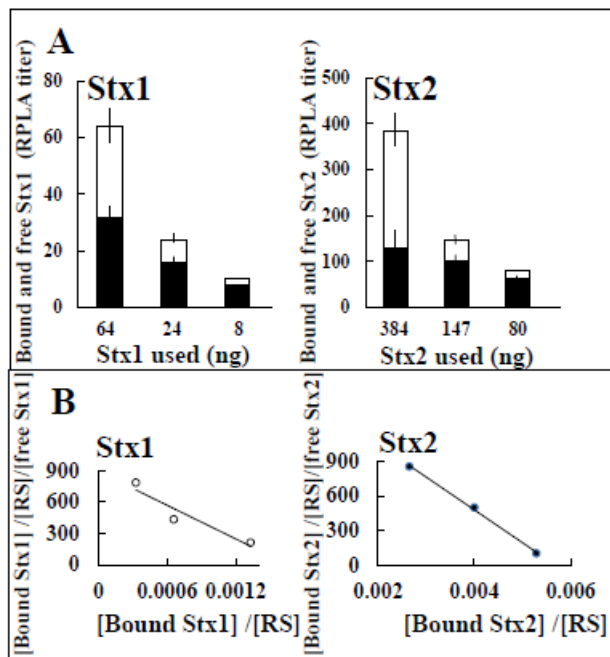 A
Stx1
Bound and free Stx1 (RPLA titer)
80
60
40
20
0
64 24 8
Stx1 used (ng)
Stx2
Bound and free Stx2 (RPLA titer)
500
400
300
200
100
0
384 147 80
Stx2 used (ng)
B
Stx1
[Bound Stx1]/[RS]/[free Stx1]
900
600
300
0
0 0.0006 0.0012
[Bound Stx1] /[RS]
Stx2
[Bound Stx2] /[RS]/[free Stx2]
900
600
300
0
0.002 0.004 0.006
[Bound Stx2] /[RS]